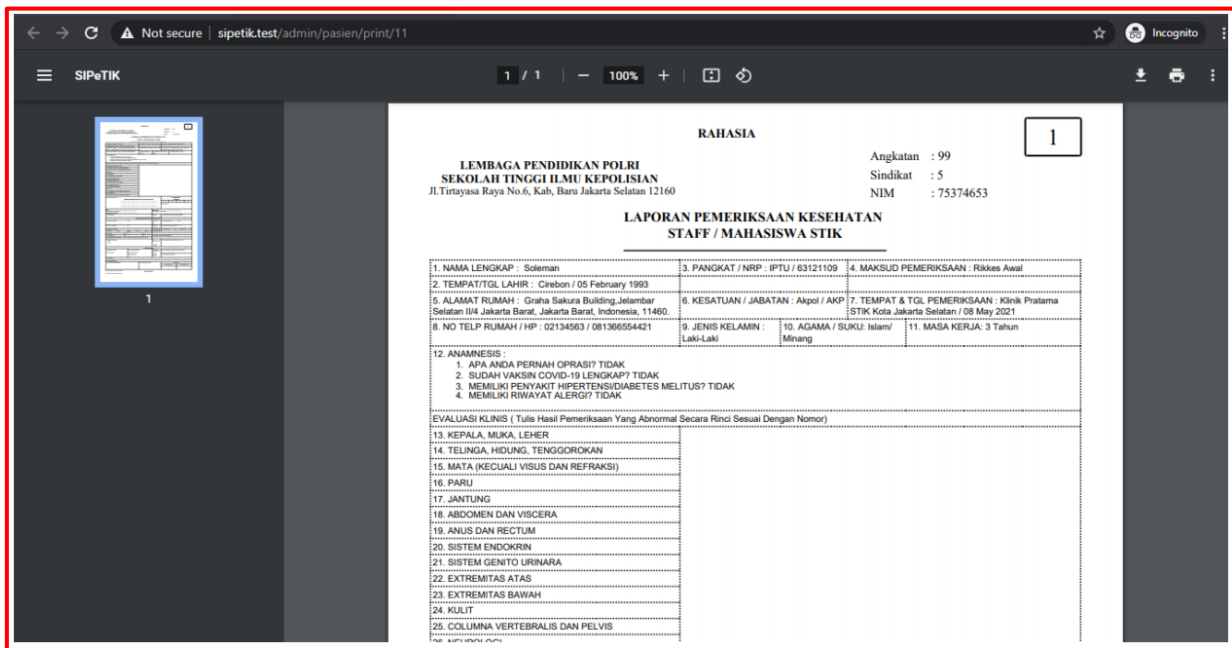 Not secure | sipetik.test/admin/pasien/print/11
Incognito
SIPeTIK
1 / 1 | − 100% +
1
RAHASIA
1
LEMBAGA PENDIDIKAN POLRI
SEKOLAH TINGGI ILMU KEPOLISIAN
Jl.Tirtayasa Raya No.6, Kab, Baru Jakarta Selatan 12160
Angkatan : 99
Sindikat : 5
NIM : 75374653
LAPORAN PEMERIKSAAN KESEHATAN
STAFF / MAHASISWA STIK
1. NAMA LENGKAP : Soleman
3. PANGKAT / NRP : IPTU / 63121109
4. MAKSUD PEMERIKSAAN : Rikkes Awal
2. TEMPAT/TGL LAHIR : Cirebon / 05 February 1993
5. ALAMAT RUMAH : Graha Sakura Building,Jelambar
Selatan II/4 Jakarta Barat, Jakarta Barat, Indonesia, 11460.
6. KESATUAN / JABATAN : Akpol / AKP
7. TEMPAT & TGL PEMERIKSAAN : Klinik Pratama
STIK Kota Jakarta Selatan / 08 May 2021
8. NO TELP RUMAH / HP : 02134563 / 081366554421
9. JENIS KELAMIN :
Laki-Laki
10. AGAMA / SUKU: Islam/
Minang
11. MASA KERJA: 3 Tahun
12. ANAMNESIS :
1. APA ANDA PERNAH OPRASI? TIDAK
2. SUDAH VAKSIN COVID-19 LENGKAP? TIDAK
3. MEMILIKI PENYAKIT HIPERTENSI/DIABETES MELITUS? TIDAK
4. MEMILIKI RIWAYAT ALERGI? TIDAK
EVALUASI KLINIS ( Tulis Hasil Pemeriksaan Yang Abnormal Secara Rinci Sesuai Dengan Nomor)
13. KEPALA, MUKA, LEHER
14. TELINGA, HIDUNG, TENGGOROKAN
15. MATA (KECUALI VISUS DAN REFRAKSI)
16. PARU
17. JANTUNG
18. ABDOMEN DAN VISCERA
19. ANUS DAN RECTUM
20. SISTEM ENDOKRIN
21. SISTEM GENITO URINARA
22. EXTREMITAS ATAS
23. EXTREMITAS BAWAH
24. KULIT
25. COLUMNA VERTEBRALIS DAN PELVIS
26. NEUROLOGI